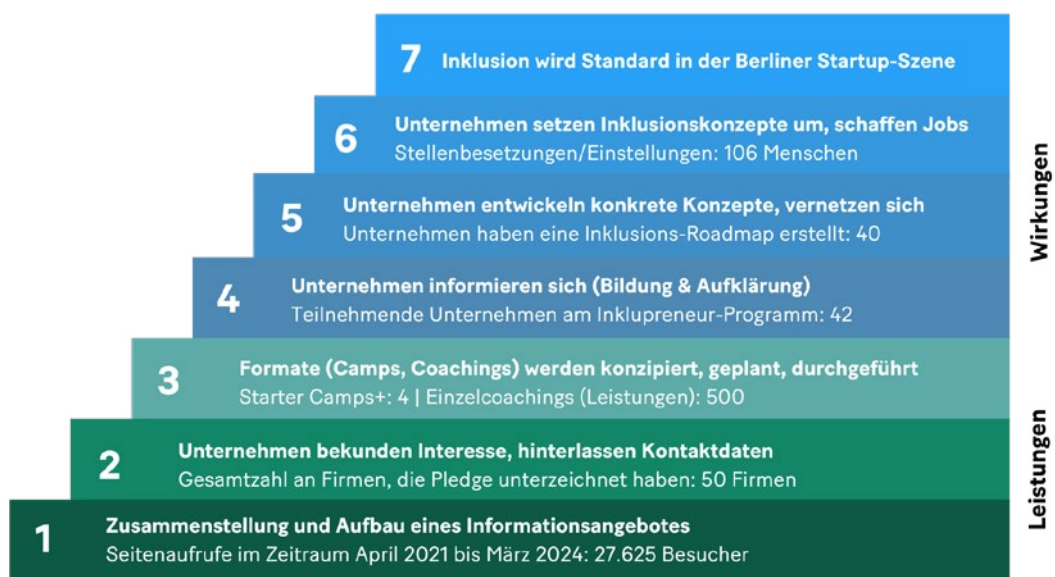 7 Inklusion wird Standard in der Berliner Startup-Szene
6 Unternehmen setzen Inklusionskonzepte um, schaffen Jobs
Stellenbesetzungen/Einstellungen: 106 Menschen
5 Unternehmen entwickeln konkrete Konzepte, vernetzen sich
Unternehmen haben eine Inklusions-Roadmap erstellt: 40
4 Unternehmen informieren sich (Bildung & Aufklärung)
Teilnehmende Unternehmen am Inklupreneur-Programm: 42
Wirkungen
3 Formate (Camps, Coachings) werden konzipiert, geplant, durchgeführt
Starter Camps+: 4 | Einzelcoachings (Leistungen): 500
2 Unternehmen bekunden Interesse, hinterlassen Kontaktdaten
Gesamtzahl an Firmen, die Pledge unterzeichnet haben: 50 Firmen
1 Zusammenstellung und Aufbau eines Informationsangebotes
Seitenaufrufe im Zeitraum April 2021 bis März 2024: 27.625 Besucher
Leistungen